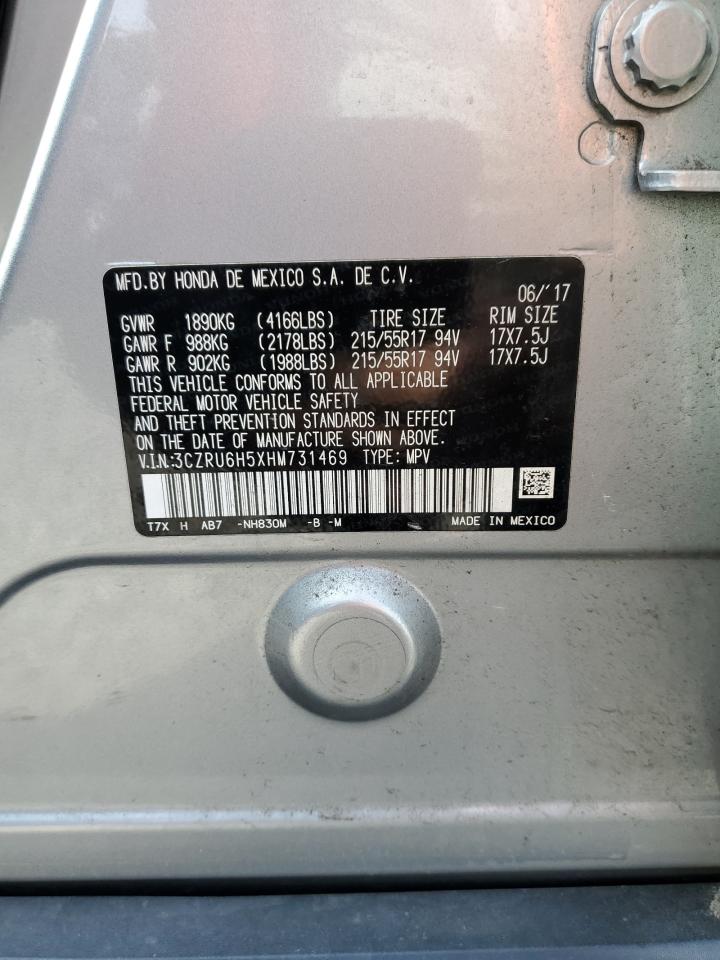 MFD.BY HONDA DE MEXICO S.A. DE C.V.
06/'17
GVWR 1890KG (4166LBS) TIRE SIZE RIM SIZE
GAWR F 988KG (2178LBS) 215/55R17 94V 17X7.5J
GAWR R 902KG (1988LBS) 215/55R17 94V 17X7.5J
THIS VEHICLE CONFORMS TO ALL APPLICABLE
FEDERAL MOTOR VEHICLE SAFETY
AND THEFT PREVENTION STANDARDS IN EFFECT
ON THE DATE OF MANUFACTURE SHOWN ABOVE.
V.I.N:3CZRU6H5XHM731469 TYPE: MPV
T7X H AB7 -NH830M -B -M MADE IN MEXICO